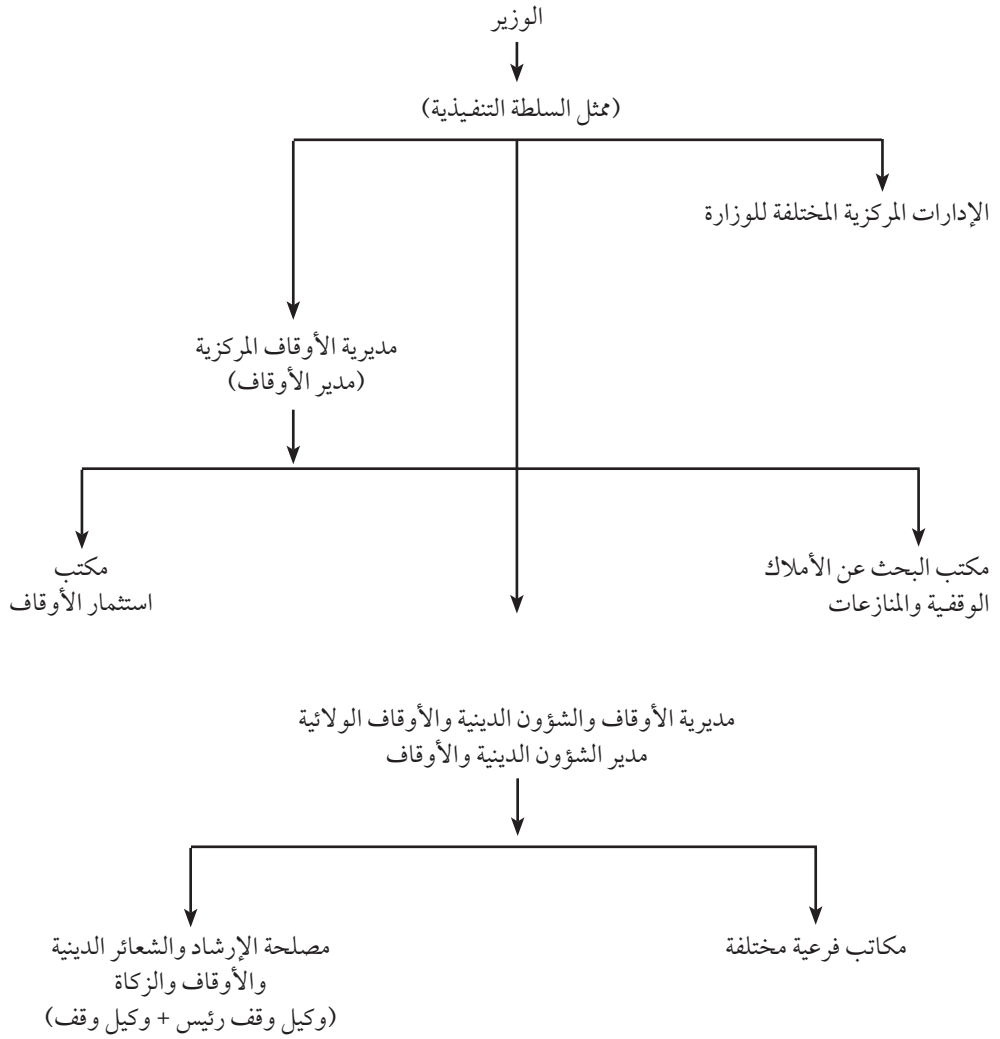 الوزير
(ممثل السلطة التنفيذية)
الإدارات المركزية المختلفة للوزارة
مديرية الأوقاف المركزية
(مدير الأوقاف)
مكتب البحث عن الأملاك
الوقفية والمنازعات
مكتب
استثمار الأوقاف
مديرية الأوقاف والشؤون الدينية والأوقاف الولائية
مدير الشؤون الدينية والأوقاف
مكاتب فرعية مختلفة
مصلحة الإرشاد والشعائر الدينية
والأوقاف والزكاة
(وكيل وقف رئيس + وكيل وقف)